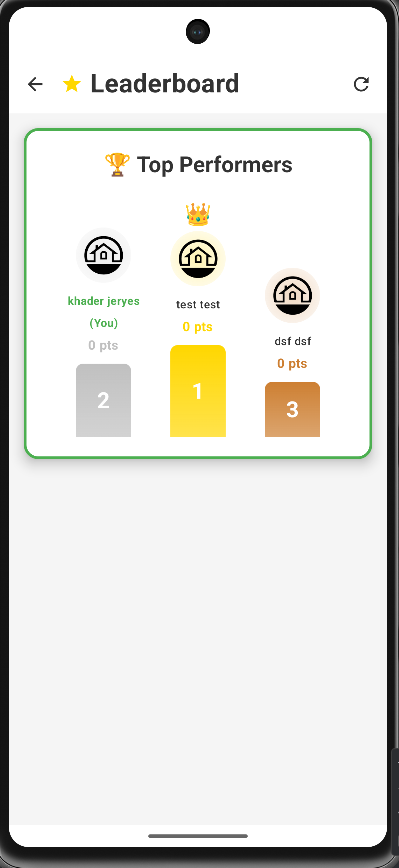 Leaderboard
🏆 Top Performers
👑
khader jeryes
(You)
0 pts
2
test test
0 pts
1
dsf dsf
0 pts
3